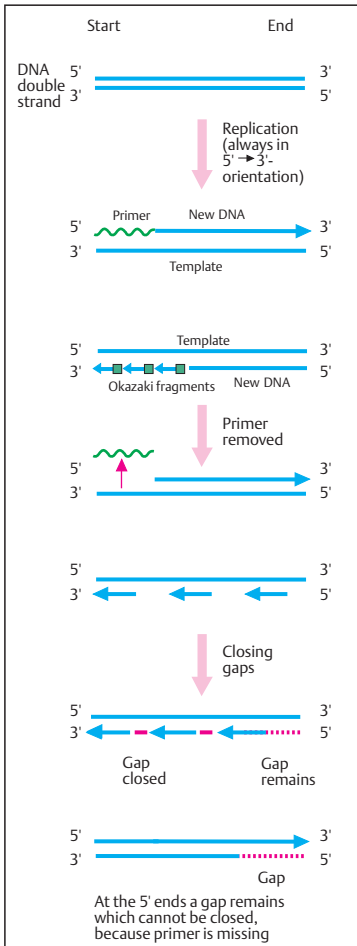 Start End
DNA double strand
5' 3'
3' 5'
Replication
(always in
5' → 3'-
orientation)
Primer New DNA
5' 3'
3' 5'
Template
Template
5' 3'
3' 5'
Okazaki fragments New DNA
Primer
removed
5' 3'
3' 5'
5' 3'
3' 5'
Closing
gaps
5' 3'
3' 5'
Gap
closed
Gap
remains
5' 3'
3' 5'
Gap
At the 5' ends a gap remains
which cannot be closed,
because primer is missing